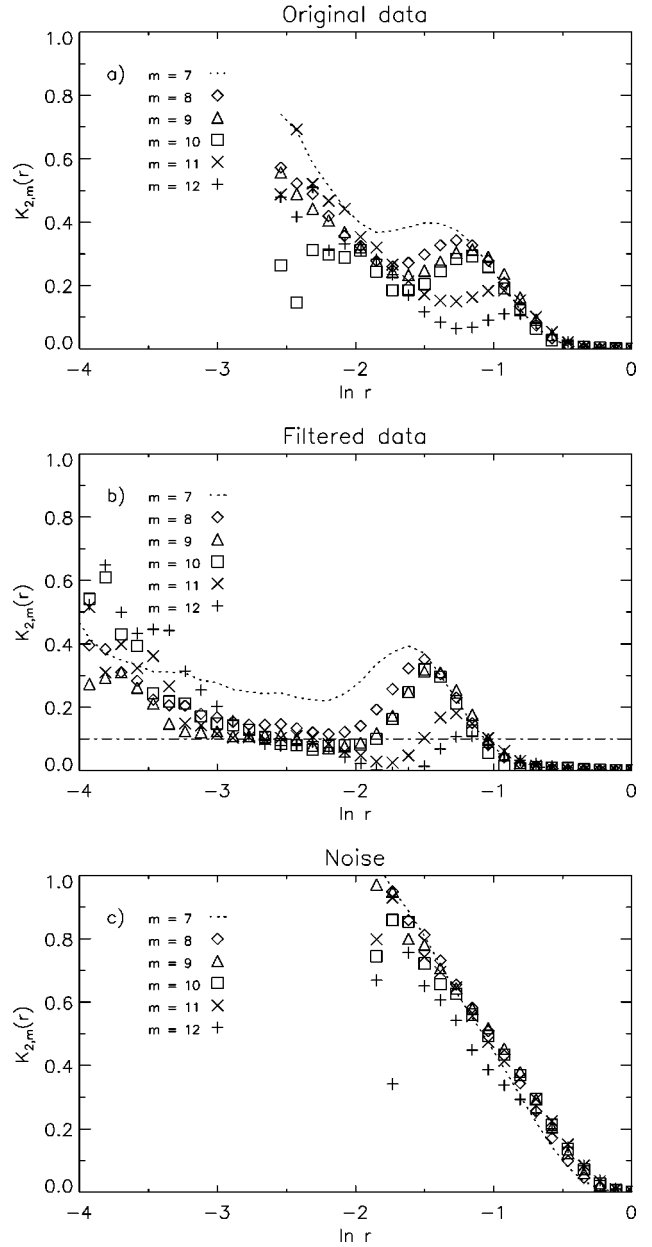 Original data
a)
m = 7
m = 8
m = 9
m = 10
m = 11
m = 12
K2,m(r)
1.0
0.8
0.6
0.4
0.2
0.0
-4 -3 -2 -1 0
ln r
Filtered data
b)
m = 7
m = 8
m = 9
m = 10
m = 11
m = 12
K2,m(r)
1.0
0.8
0.6
0.4
0.2
0.0
-4 -3 -2 -1 0
ln r
Noise
c)
m = 7
m = 8
m = 9
m = 10
m = 11
m = 12
K2,m(r)
1.0
0.8
0.6
0.4
0.2
0.0
-4 -3 -2 -1 0
ln r